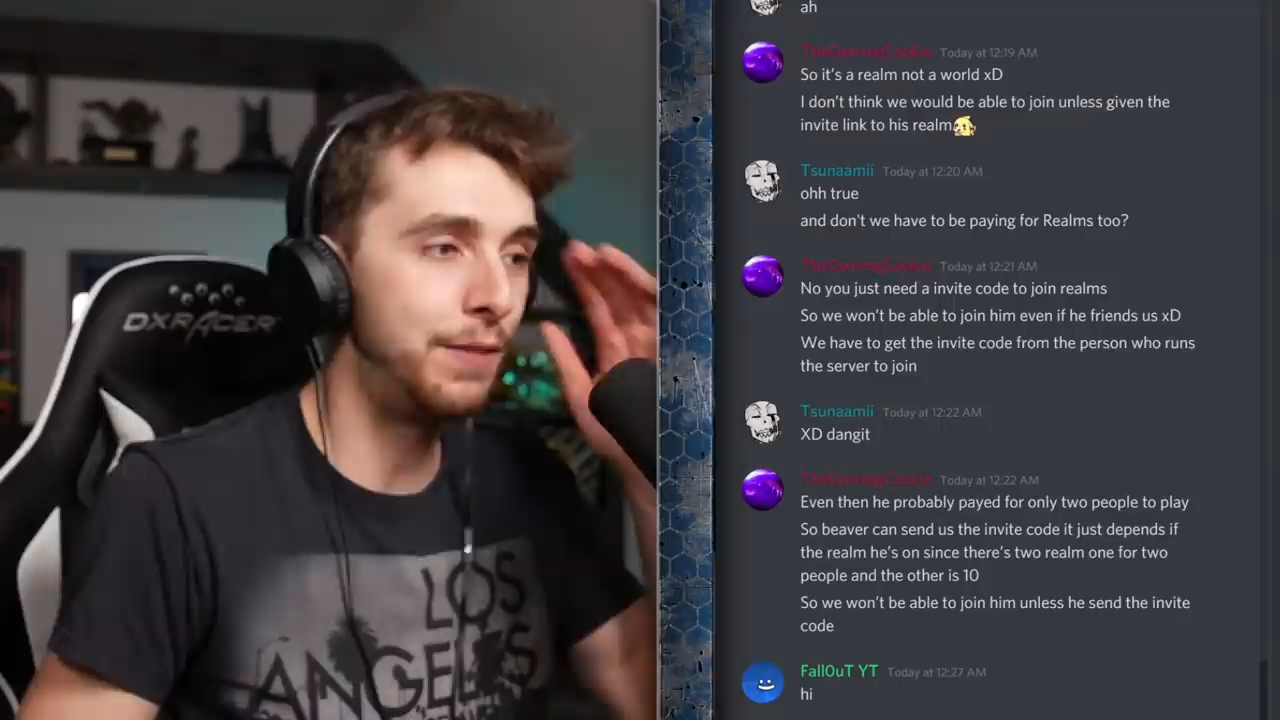 ah
TheGamingCookie Today at 12:19 AM
So it's a realm not a world xD
I don't think we would be able to join unless given the
invite link to his realm
Tsunaamii Today at 12:20 AM
ohh true
and don't we have to be paying for Realms too?
TheGamingCookie Today at 12:21 AM
No you just need a invite code to join realms
So we won't be able to join him even if he friends us xD
We have to get the invite code from the person who runs
the server to join
Tsunaamii Today at 12:22 AM
XD dangit
TheGamingCookie Today at 12:22 AM
Even then he probably payed for only two people to play
So beaver can send us the invite code it just depends if
the realm he's on since there's two realm one for two
people and the other is 10
So we won't be able to join him unless he send the invite
code
FallOuT YT Today at 12:27 AM
hi
DXRACER
LOS
ANGELES